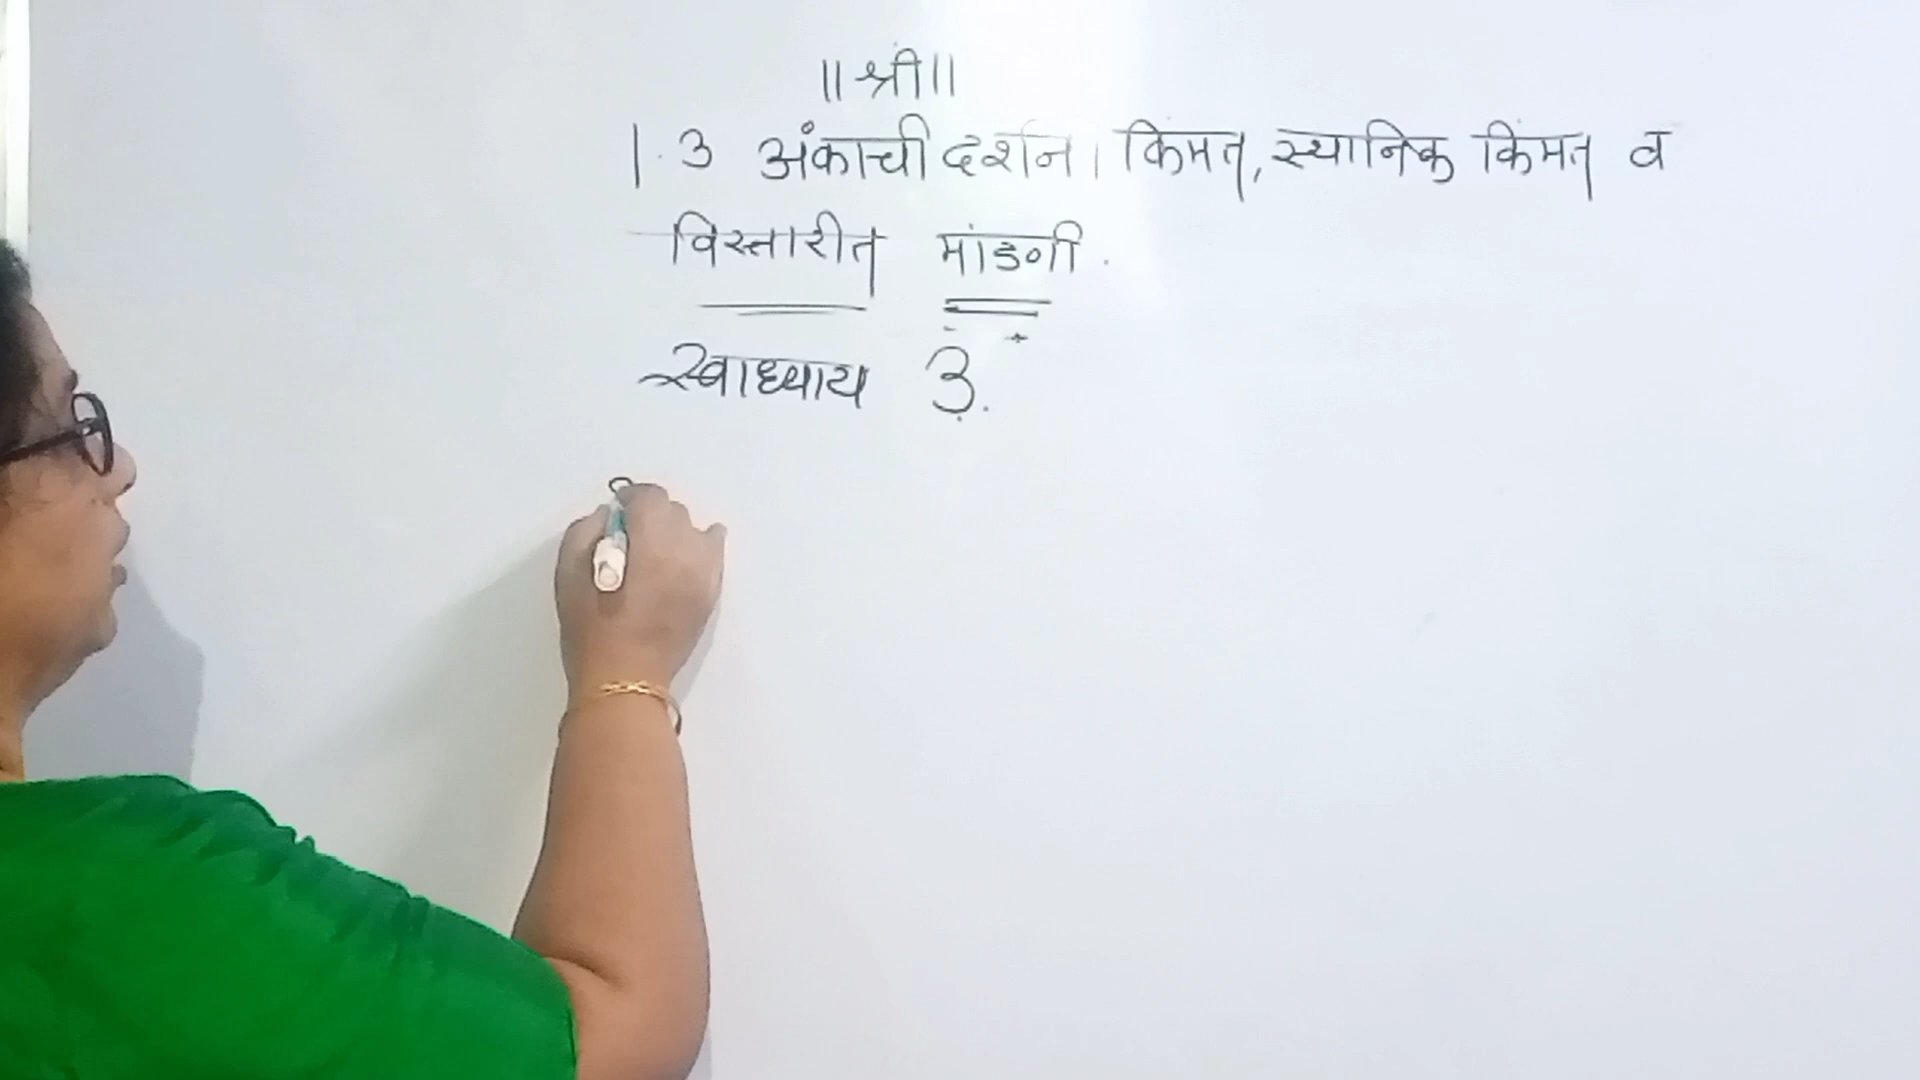 ॥ श्री ॥
1.3 अंकाची दर्शनी किंमत, स्थानिक किंमत व
विस्तारीत मांडणी.
स्वाध्याय 3.